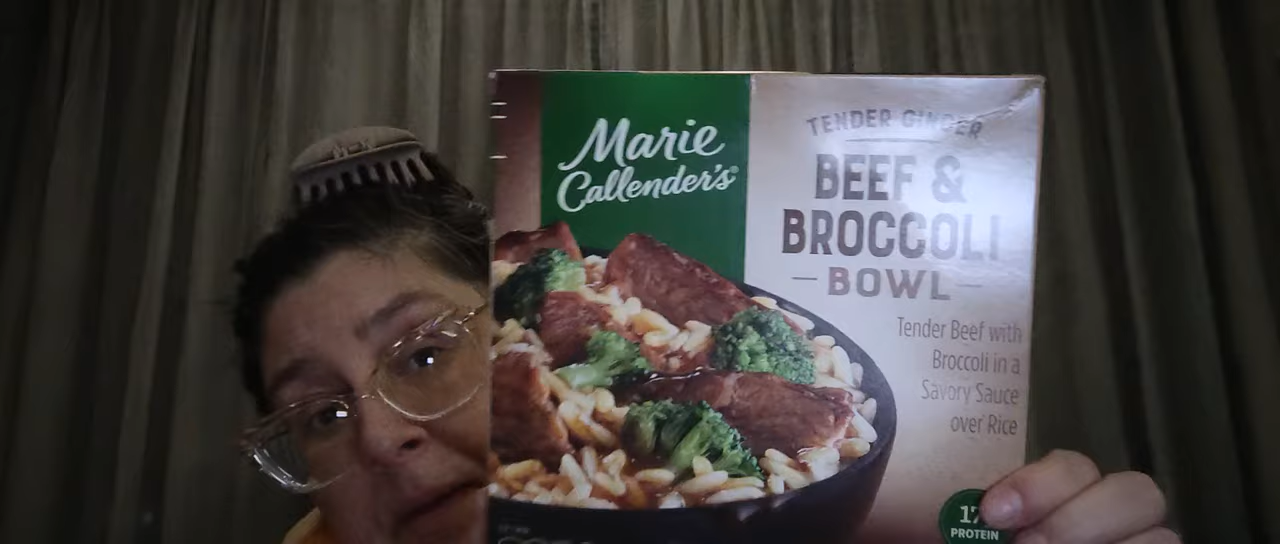 Marie
Callender's®
TENDER GINGER
BEEF &
BROCCOLI
BOWL
Tender Beef with
Broccoli in a
Savory Sauce
over Rice
PROTEIN